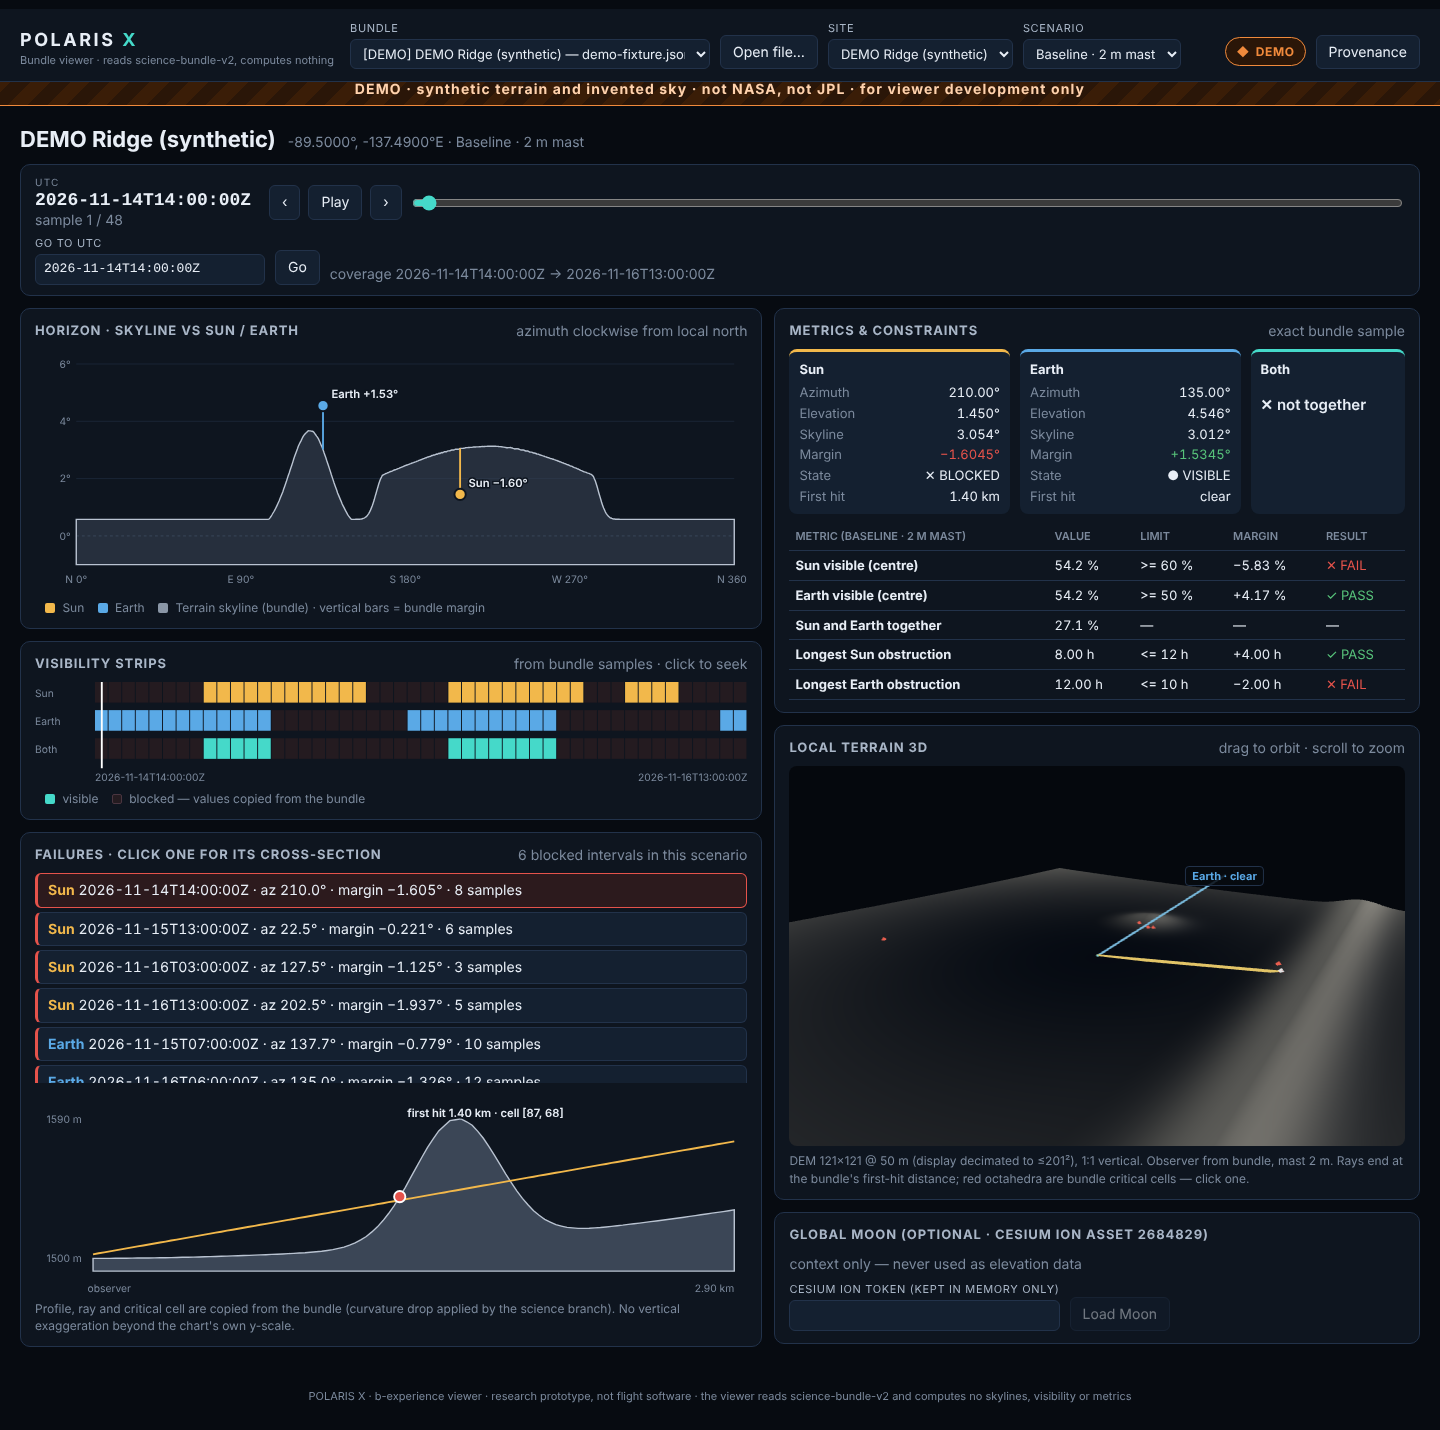 POLARIS X
Bundle viewer · reads science-bundle-v2, computes nothing
BUNDLE
[DEMO] DEMO Ridge (synthetic) — demo-fixture.json
Open file...
SITE
DEMO Ridge (synthetic)
SCENARIO
Baseline · 2 m mast
◆ DEMO
Provenance
DEMO · synthetic terrain and invented sky · not NASA, not JPL · for viewer development only
DEMO Ridge (synthetic) -89.5000°, -137.4900°E · Baseline · 2 m mast
UTC
2026-11-14T14:00:00Z
sample 1 / 48
‹
Play
›
GO TO UTC
2026-11-14T14:00:00Z
Go
coverage 2026-11-14T14:00:00Z → 2026-11-16T13:00:00Z
HORIZON · SKYLINE VS SUN / EARTH
azimuth clockwise from local north
6°
4°
2°
0°
Earth +1.53°
Sun −1.60°
N 0° E 90° S 180° W 270° N 360
Sun Earth Terrain skyline (bundle) · vertical bars = bundle margin
VISIBILITY STRIPS
from bundle samples · click to seek
Sun
Earth
Both
2026-11-14T14:00:00Z 2026-11-16T13:00:00Z
visible blocked — values copied from the bundle
FAILURES · CLICK ONE FOR ITS CROSS-SECTION
6 blocked intervals in this scenario
Sun 2026-11-14T14:00:00Z · az 210.0° · margin −1.605° · 8 samples
Sun 2026-11-15T13:00:00Z · az 22.5° · margin −0.221° · 6 samples
Sun 2026-11-16T03:00:00Z · az 127.5° · margin −1.125° · 3 samples
Sun 2026-11-16T13:00:00Z · az 202.5° · margin −1.937° · 5 samples
Earth 2026-11-15T07:00:00Z · az 137.7° · margin −0.779° · 10 samples
Earth 2026-11-16T06:00:00Z · az 135.0° · margin −1.326° · 12 samples
1590 m
first hit 1.40 km · cell [87, 68]
1500 m
observer 2.90 km
Profile, ray and critical cell are copied from the bundle (curvature drop applied by the science branch). No vertical
exaggeration beyond the chart's own y-scale.
METRICS & CONSTRAINTS
exact bundle sample
Sun
Azimuth 210.00°
Elevation 1.450°
Skyline 3.054°
Margin −1.6045°
State ✕ BLOCKED
First hit 1.40 km
Earth
Azimuth 135.00°
Elevation 4.546°
Skyline 3.012°
Margin +1.5345°
State ● VISIBLE
First hit clear
Both
✕ not together
METRIC (BASELINE · 2 M MAST) VALUE LIMIT MARGIN RESULT
Sun visible (centre) 54.2 % >= 60 % −5.83 % ✕ FAIL
Earth visible (centre) 54.2 % >= 50 % +4.17 % ✓ PASS
Sun and Earth together 27.1 % — — —
Longest Sun obstruction 8.00 h <= 12 h +4.00 h ✓ PASS
Longest Earth obstruction 12.00 h <= 10 h −2.00 h ✕ FAIL
LOCAL TERRAIN 3D
drag to orbit · scroll to zoom
Earth · clear
DEM 121×121 @ 50 m (display decimated to ≤201²), 1:1 vertical. Observer from bundle, mast 2 m. Rays end at
the bundle's first-hit distance; red octahedra are bundle critical cells — click one.
GLOBAL MOON (OPTIONAL · CESIUM ION ASSET 2684829)
context only — never used as elevation data
CESIUM ION TOKEN (KEPT IN MEMORY ONLY)
Load Moon
POLARIS X · b-experience viewer · research prototype, not flight software · the viewer reads science-bundle-v2 and computes no skylines, visibility or metrics